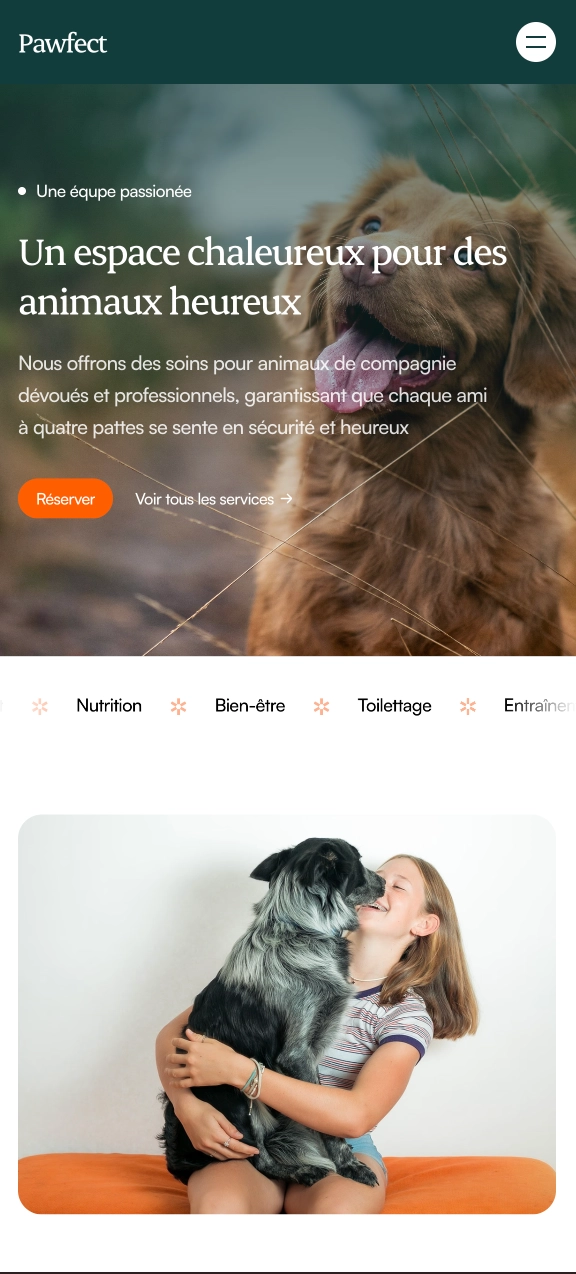 Pawfect
Une équpe passionée
Un espace chaleureux pour des
animaux heureux
Nous offrons des soins pour animaux de compagnie
dévoués et professionnels, garantissant que chaque ami
à quatre pattes se sente en sécurité et heureux
Réserver Voir tous les services →
Nutrition Bien-être Toilettage